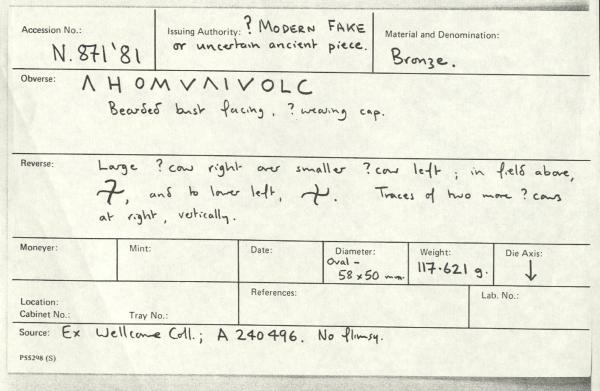 Accession No.:
N. 871'81
Issuing Authority: ? MODERN FAKE
or uncertain ancient piece.
Material and Denomination:
Bronze.
Obverse: Λ H O M V Λ I V O L C
Bearded bust facing, ? wearing cap.
Reverse: Large ? cow right over smaller ? cow left ; in field above,
, and to lower left, . Traces of two more ? cows
at right, vertically.
Moneyer:
Mint:
Date:
Diameter:
Oval -
58 x 50 mm.
Weight:
117.621 g.
Die Axis:
↓
Location:
Cabinet No.:
Tray No.:
References:
Lab. No.:
Source: Ex Wellcome Coll.; A 240496. No flimsy.
P55298 (S)